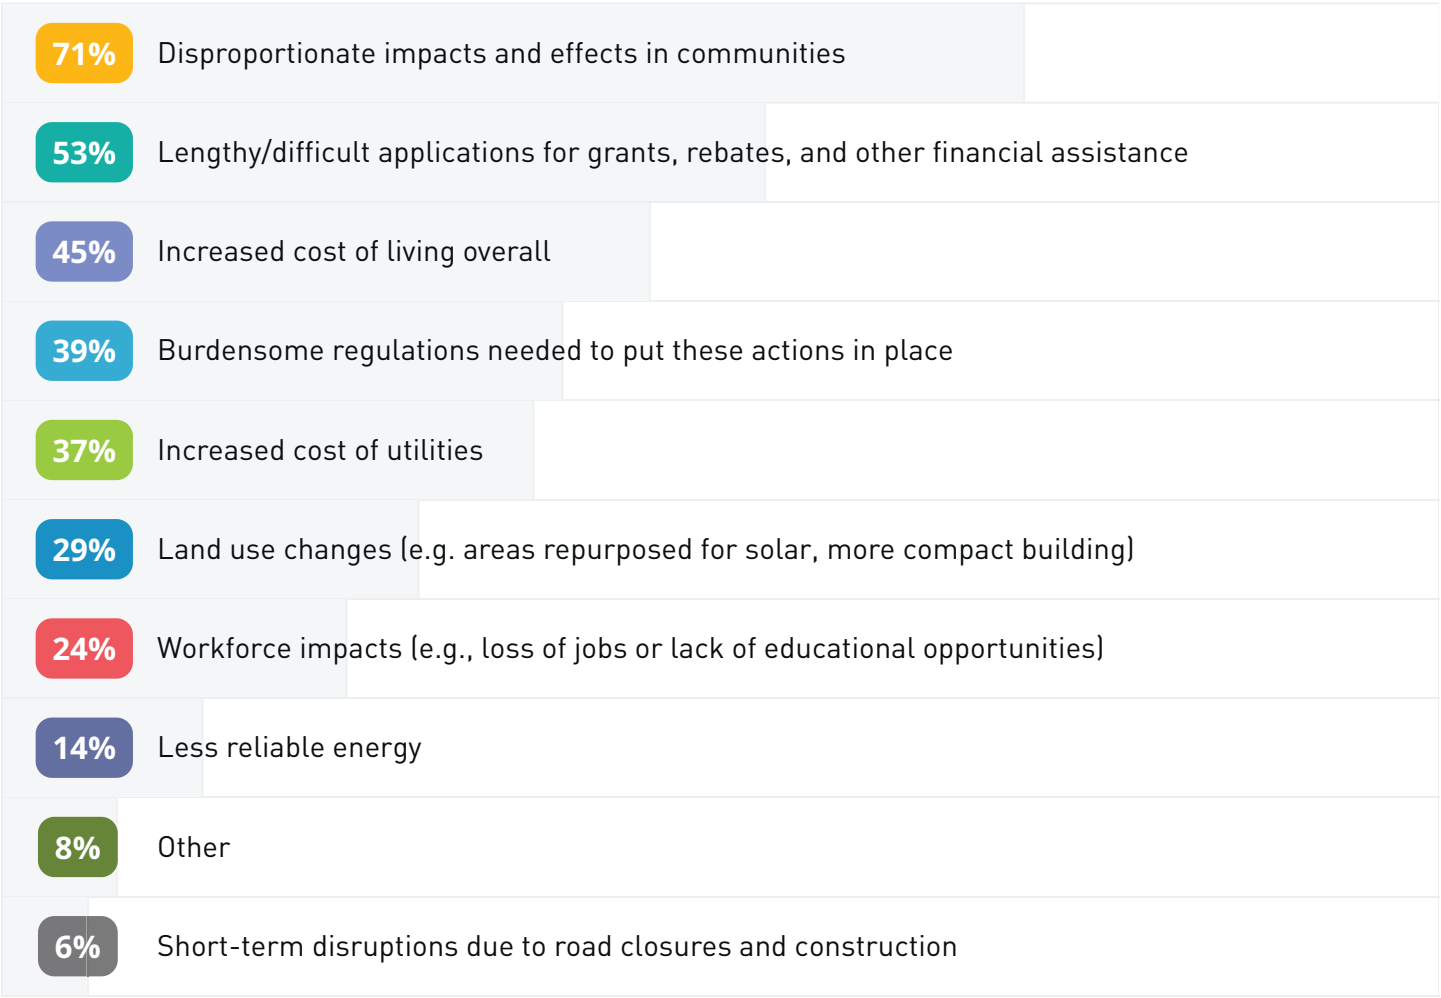 71% Disproportionate impacts and effects in communities
53% Lengthy/difficult applications for grants, rebates, and other financial assistance
45% Increased cost of living overall
39% Burdensome regulations needed to put these actions in place
37% Increased cost of utilities
29% Land use changes (e.g. areas repurposed for solar, more compact building)
24% Workforce impacts (e.g., loss of jobs or lack of educational opportunities)
14% Less reliable energy
8% Other
6% Short-term disruptions due to road closures and construction